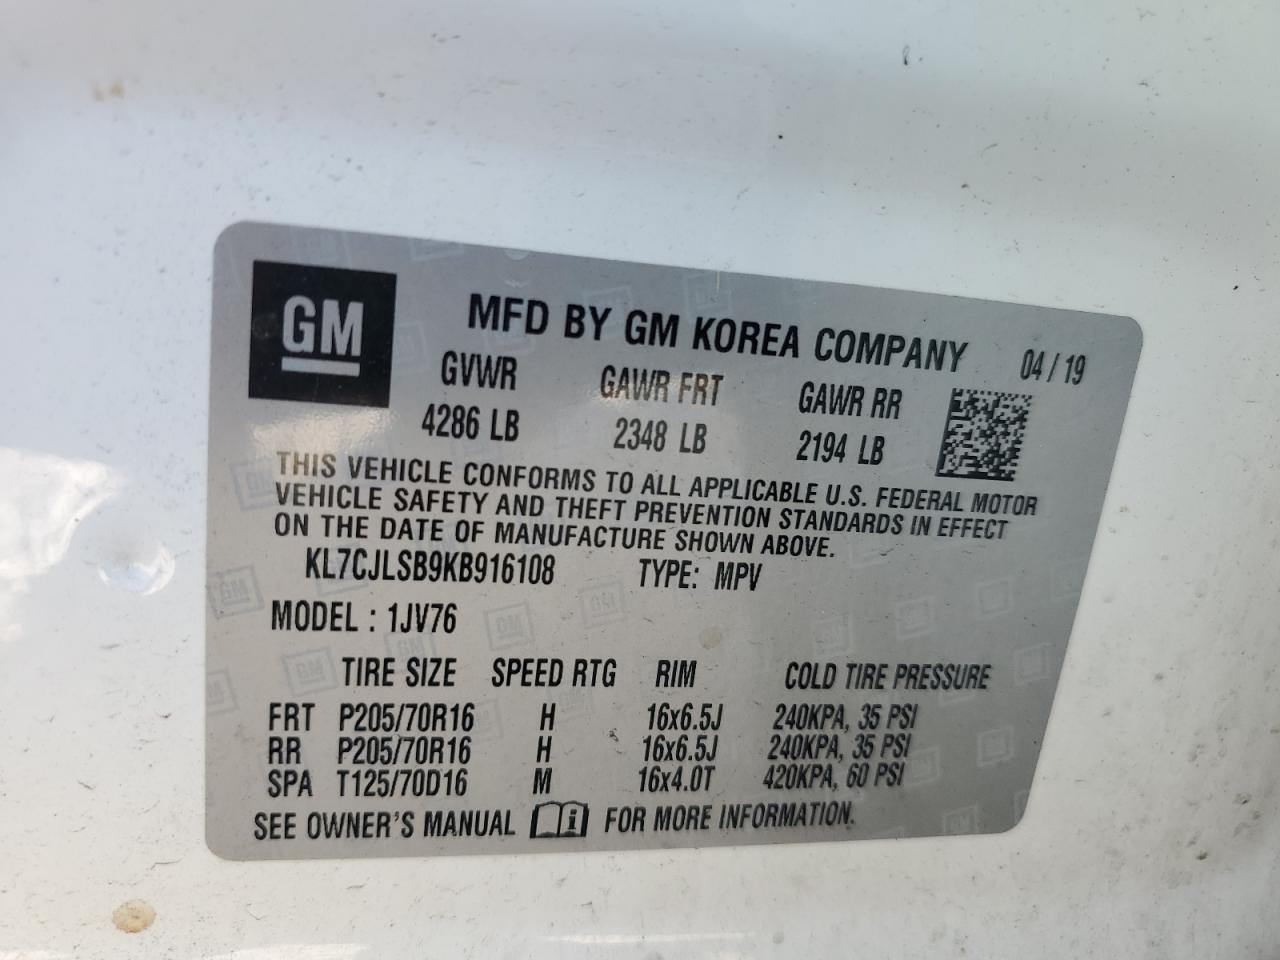 GM
MFD BY GM KOREA COMPANY 04/19
GVWR GAWR FRT GAWR RR
4286 LB 2348 LB 2194 LB
THIS VEHICLE CONFORMS TO ALL APPLICABLE U.S. FEDERAL MOTOR
VEHICLE SAFETY AND THEFT PREVENTION STANDARDS IN EFFECT
ON THE DATE OF MANUFACTURE SHOWN ABOVE.
KL7CJLSB9KB916108 TYPE: MPV
MODEL : 1JV76
TIRE SIZE SPEED RTG RIM COLD TIRE PRESSURE
FRT P205/70R16 H 16x6.5J 240KPA, 35 PSI
RR P205/70R16 H 16x6.5J 240KPA, 35 PSI
SPA T125/70D16 M 16x4.0T 420KPA, 60 PSI
SEE OWNER'S MANUAL i FOR MORE INFORMATION.